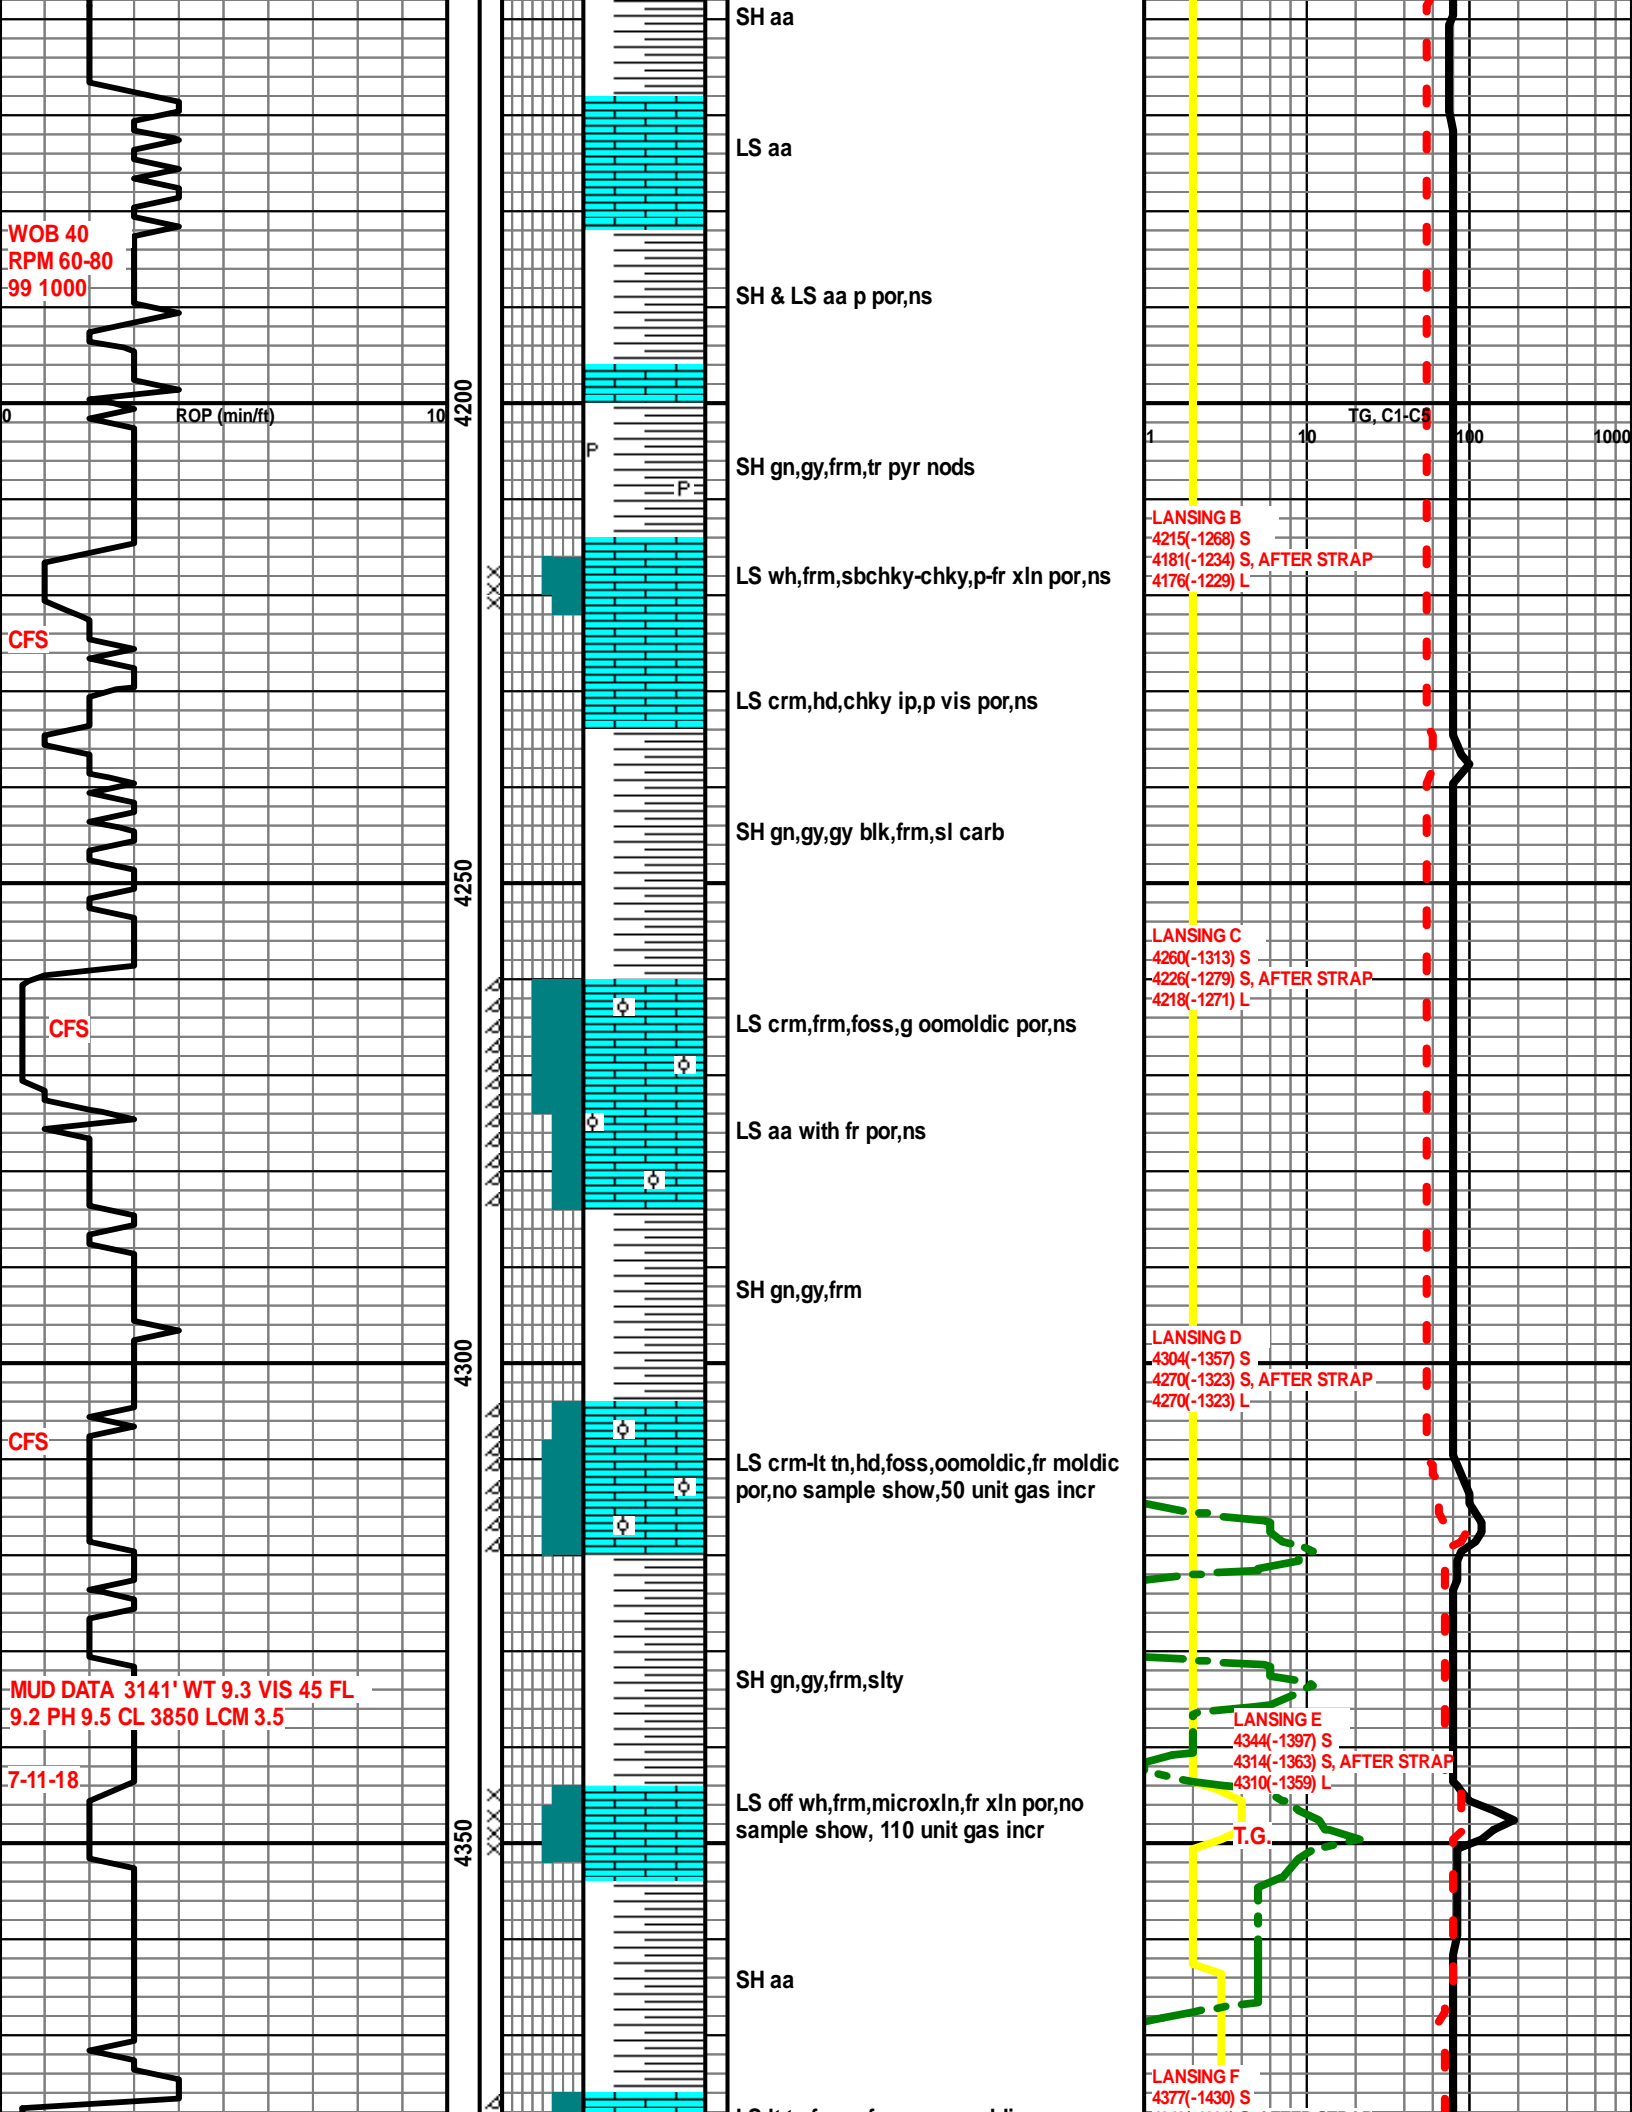 SH aa
LS aa
WOB 40
RPM 60-80
99 1000
SH & LS aa p por,ns
0 ROP (min/ft) 10
4200
TG, C1-C5
1 10 100 1000
SH gn,gy,frm,tr pyr nods
P
P
LANSING B
4215(-1268) S
4181(-1234) S, AFTER STRAP
4176(-1229) L
LS wh,frm,sbchky-chky,p-fr xln por,ns
CFS
LS crm,hd,chky ip,p vis por,ns
SH gn,gy,gy blk,frm,sl carb
4250
LANSING C
4260(-1313) S
4226(-1279) S, AFTER STRAP
4218(-1271) L
CFS
LS crm,frm,foss,g oomoldic por,ns
LS aa with fr por,ns
SH gn,gy,frm
4300
LANSING D
4304(-1357) S
4270(-1323) S, AFTER STRAP
4270(-1323) L
CFS
LS crm-lt tn,hd,foss,oomoldic,fr moldic
por,no sample show,50 unit gas incr
SH gn,gy,frm,slty
MUD DATA 3141' WT 9.3 VIS 45 FL
9.2 PH 9.5 CL 3850 LCM 3.5
LANSING E
4344(-1397) S
4314(-1363) S, AFTER STRAP
4310(-1359) L
7-11-18
LS off wh,frm,microxln,fr xln por,no
sample show, 110 unit gas incr
T.G.
4350
SH aa
LANSING F
4377(-1430) S